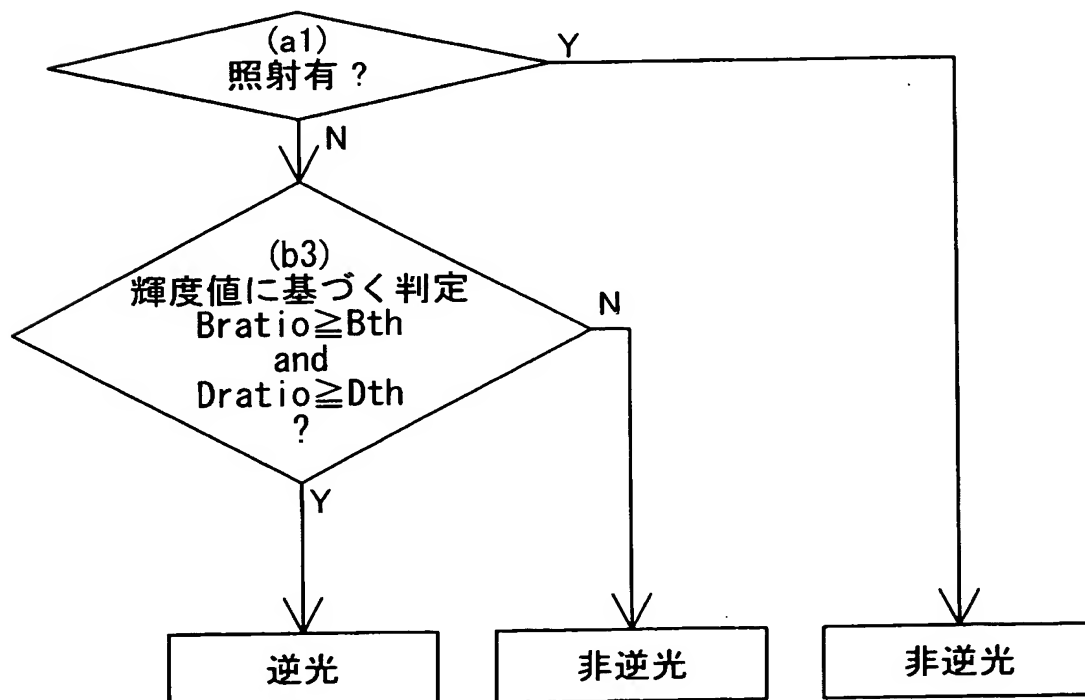 (a1)
照射有?
Y
N
(b3)
輝度値に基づく判定
Bratio≧Bth
and
Dratio≧Dth
?
N
Y
逆光
非逆光
非逆光